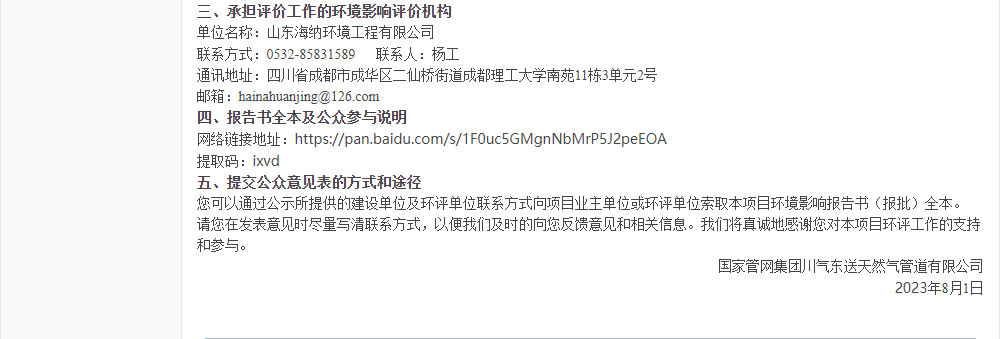 三、承担评价工作的环境影响评价机构
单位名称：山东海纳环境工程有限公司
联系方式：0532-85831589 联系人：杨工
通讯地址：四川省成都市成华区二仙桥街道成都理工大学南苑11栋3单元2号
邮箱：hainahuanjing@126.com
四、报告书全本及公众参与说明
网络链接地址：https://pan.baidu.com/s/1F0uc5GMgnNbMrP5J2peEOA
提取码：ixvd
五、提交公众意见表的方式和途径
您可以通过公示所提供的建设单位及环评单位联系方式向项目业主单位或环评单位索取本项目环境影响报告书（报批）全本。
请您在发表意见时尽量写清联系方式，以便我们及时的向您反馈意见和相关信息。我们将真诚地感谢您对本项目环评工作的支持
和参与。
国家管网集团川气东送天然气管道有限公司
2023年8月1日